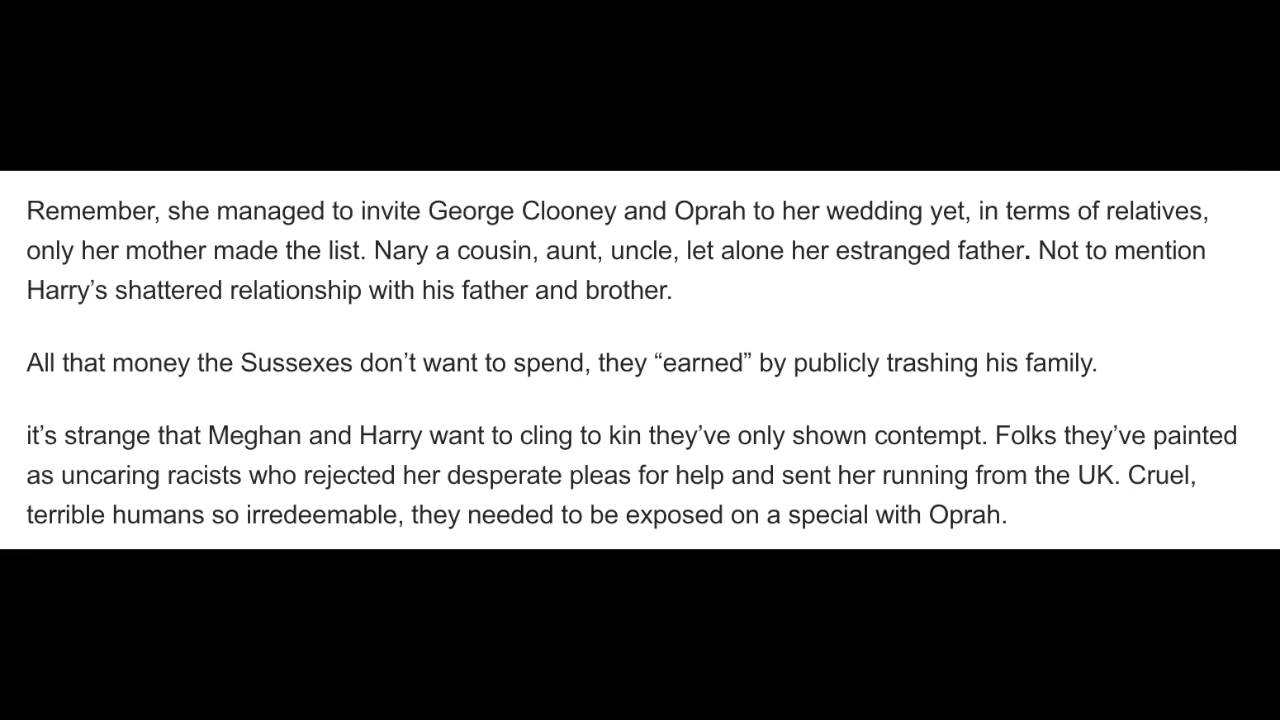 Remember, she managed to invite George Clooney and Oprah to her wedding yet, in terms of relatives,
only her mother made the list. Nary a cousin, aunt, uncle, let alone her estranged father. Not to mention
Harry’s shattered relationship with his father and brother.
All that money the Sussexes don’t want to spend, they “earned” by publicly trashing his family.
it’s strange that Meghan and Harry want to cling to kin they’ve only shown contempt. Folks they’ve painted
as uncaring racists who rejected her desperate pleas for help and sent her running from the UK. Cruel,
terrible humans so irredeemable, they needed to be exposed on a special with Oprah.